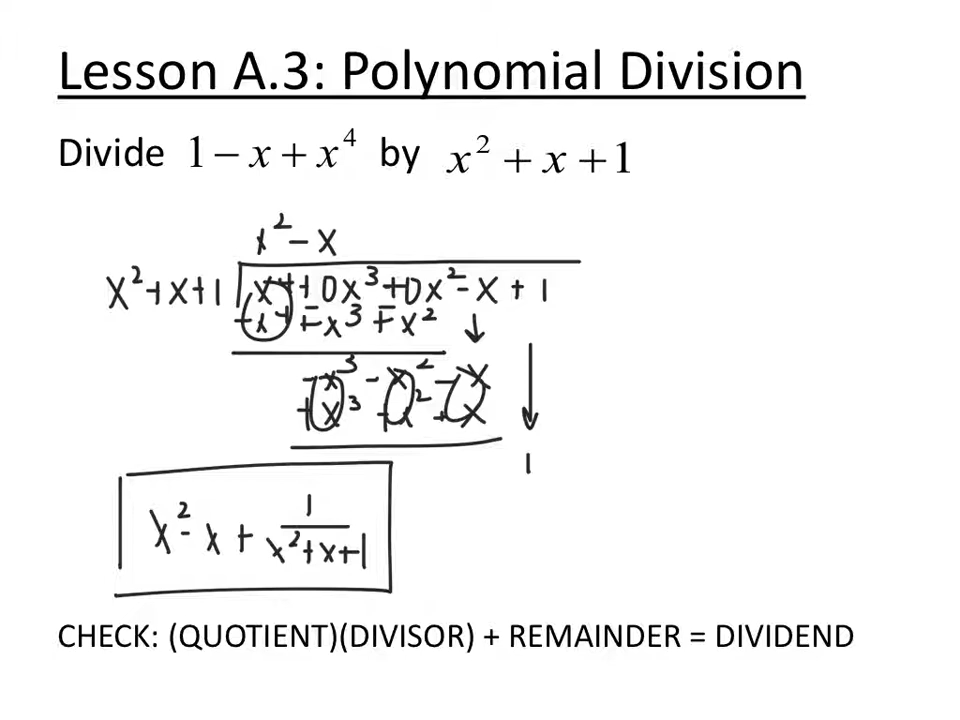 Lesson A.3: Polynomial Division
Divide 1 − x + x⁴ by x² + x + 1
x² − x
x² + x + 1 x⁴ + 0x³ + 0x² − x + 1
− x⁴ − x³ − x²
− x³ − x² − x
+ x³ + x² + x
1
x² − x + 1/(x² + x + 1)
CHECK: (QUOTIENT)(DIVISOR) + REMAINDER = DIVIDEND